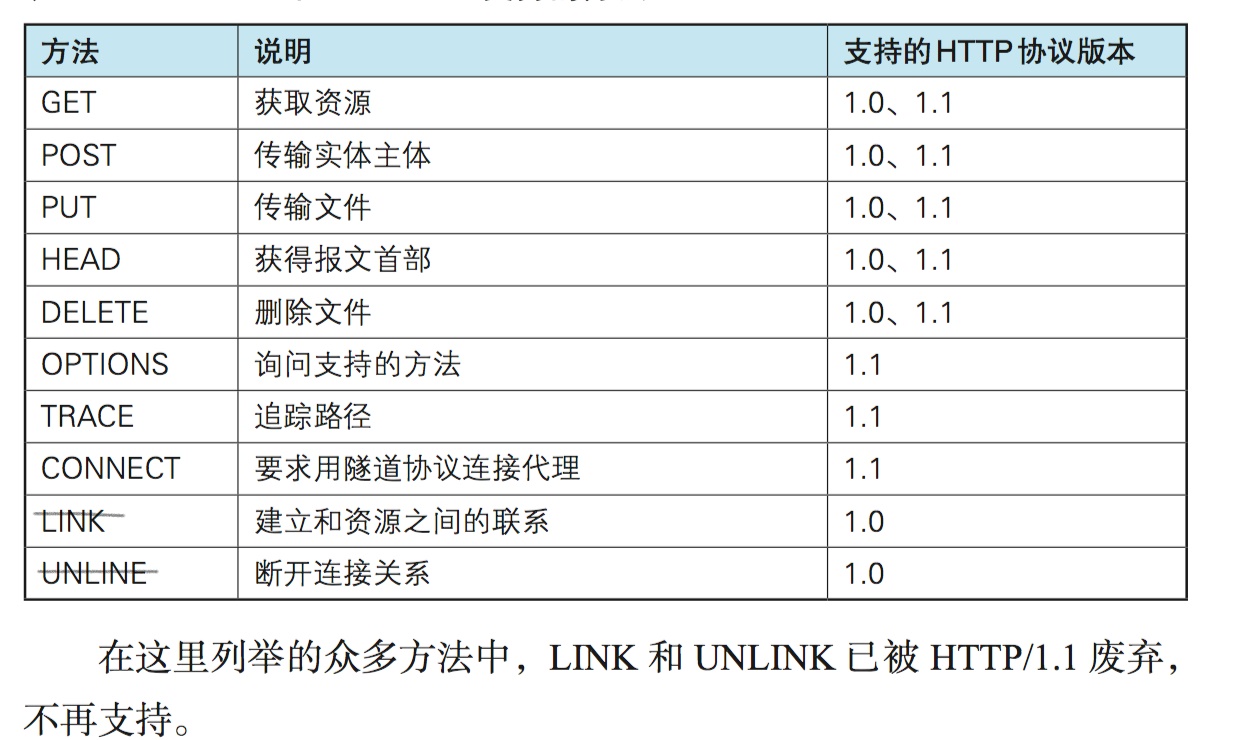 方法 说明 支持的HTTP协议版本
GET 获取资源 1.0、1.1
POST 传输实体主体 1.0、1.1
PUT 传输文件 1.0、1.1
HEAD 获得报文首部 1.0、1.1
DELETE 删除文件 1.0、1.1
OPTIONS 询问支持的方法 1.1
TRACE 追踪路径 1.1
CONNECT 要求用隧道协议连接代理 1.1
LINK 建立和资源之间的联系 1.0
UNLINE 断开连接关系 1.0
在这里列举的众多方法中，LINK 和 UNLINK 已被 HTTP/1.1 废弃，
不再支持。